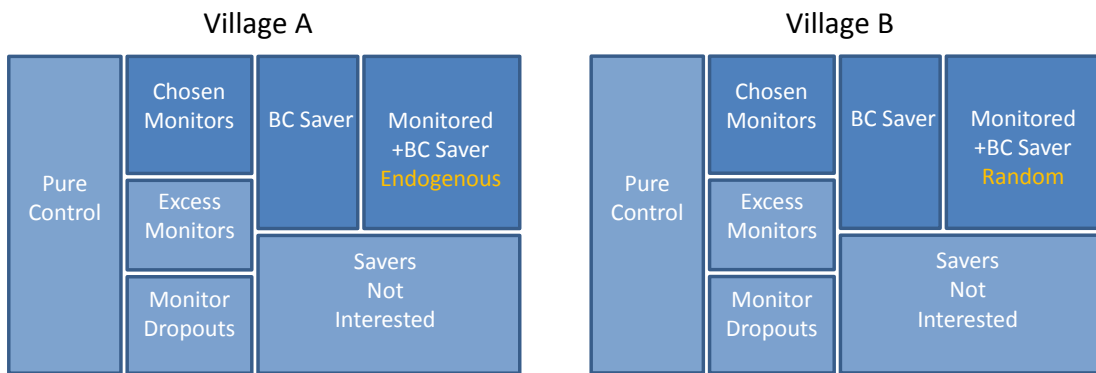 Village A
Pure
Control
Chosen
Monitors
Excess
Monitors
Monitor
Dropouts
BC Saver
Monitored
+BC Saver
Endogenous
Savers
Not
Interested
Village B
Pure
Control
Chosen
Monitors
Excess
Monitors
Monitor
Dropouts
BC Saver
Monitored
+BC Saver
Random
Savers
Not
Interested